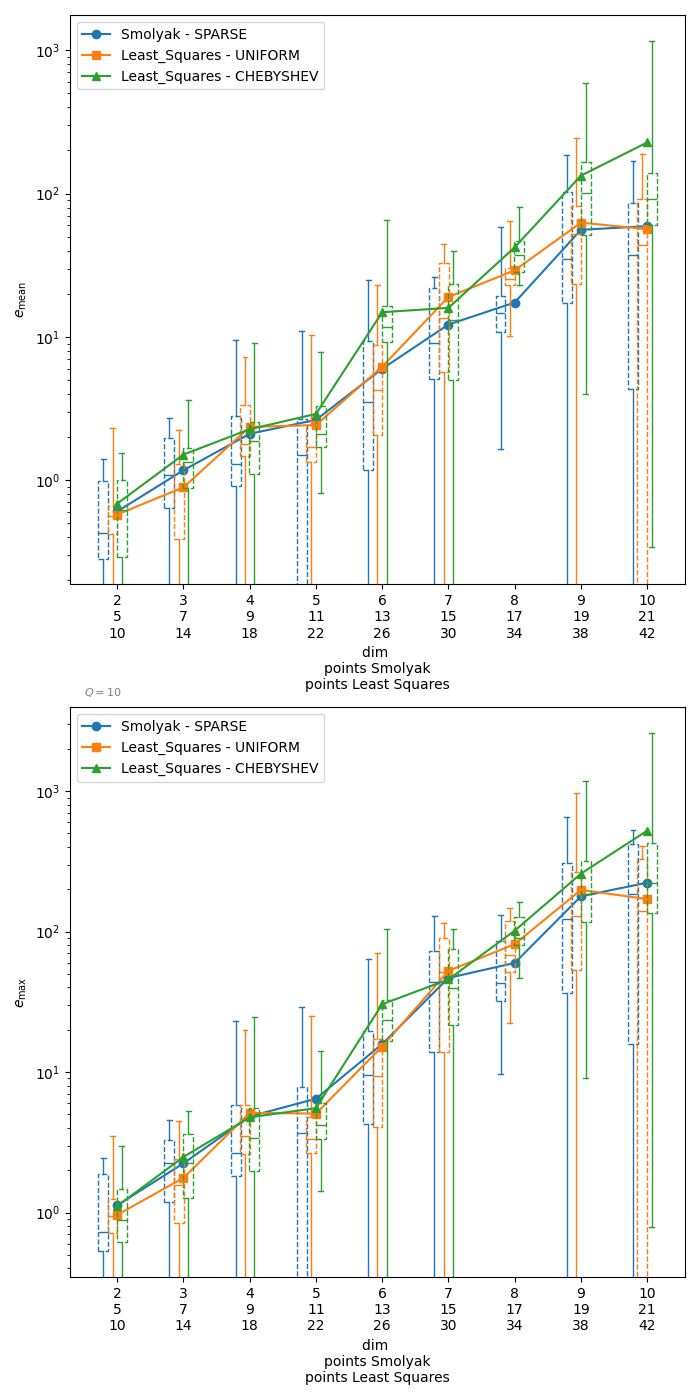 Smolyak - SPARSE
Least_Squares - UNIFORM
Least_Squares - CHEBYSHEV
10³
10²
10¹
10⁰
e_mean
2 3 4 5 6 7 8 9 10
5 7 9 11 13 15 17 19 21
10 14 18 22 26 30 34 38 42
dim
points Smolyak
points Least Squares
Q = 10
Smolyak - SPARSE
Least_Squares - UNIFORM
Least_Squares - CHEBYSHEV
10³
10²
10¹
10⁰
e_max
2 3 4 5 6 7 8 9 10
5 7 9 11 13 15 17 19 21
10 14 18 22 26 30 34 38 42
dim
points Smolyak
points Least Squares